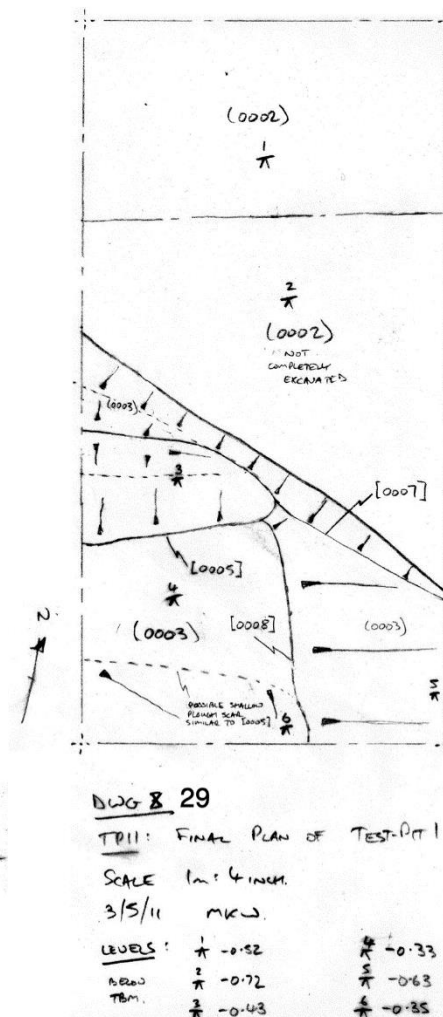 (0002)
1
2
(0002)
NOT
COMPLETELY
EXCAVATED
(0003)
3
[0007]
[0005]
4
(0003)
[0008]
(0003)
N
5
POSSIBLE SHALLOW
PLOUGH SCAR
SIMILAR TO [0005]
6
DWG 29
TP11: FINAL PLAN OF TEST-PIT 1
SCALE 1m: 4 INCH.
3/5/11 MKW.
LEVELS: 1 -0.52 4 -0.33
BELOW 2 -0.72 5 -0.63
TBM. 3 -0.43 6 -0.35